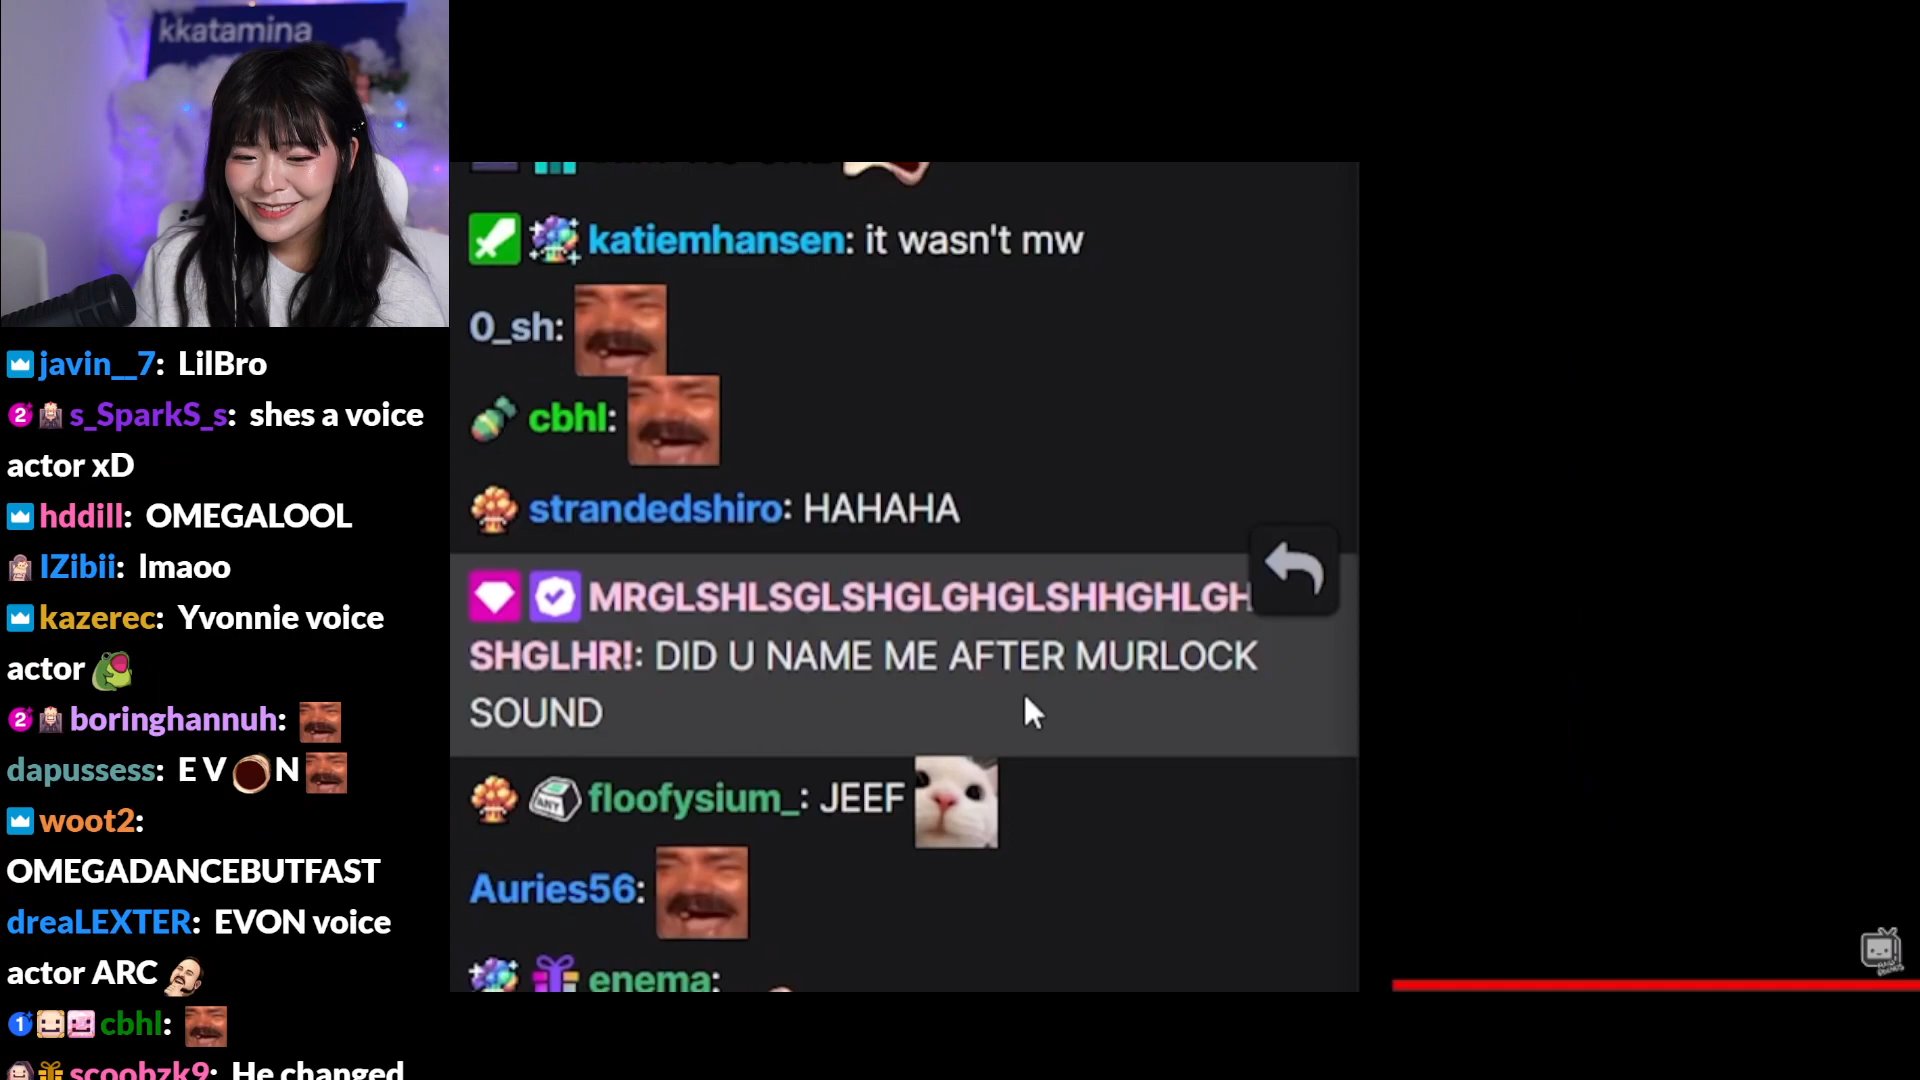 kkatamina
javin__7: LilBro
s_SparkS_s: shes a voice
actor xD
hddill: OMEGALOOL
IZibii: lmaoo
kazerec: Yvonnie voice
actor
boringhannuh:
dapussess: E V N
woot2:
OMEGADANCEBUTFAST
dreaLEXTER: EVON voice
actor ARC
cbhl:
scoobzk9: He changed
katiemhansen: it wasn't mw
0_sh:
cbhl:
strandedshiro: HAHAHA
MRGLSHLSGLSHGLGHGLSHHGHLGH
SHGLHR!: DID U NAME ME AFTER MURLOCK
SOUND
ANY floofysium_: JEEF
Auries56:
enema: